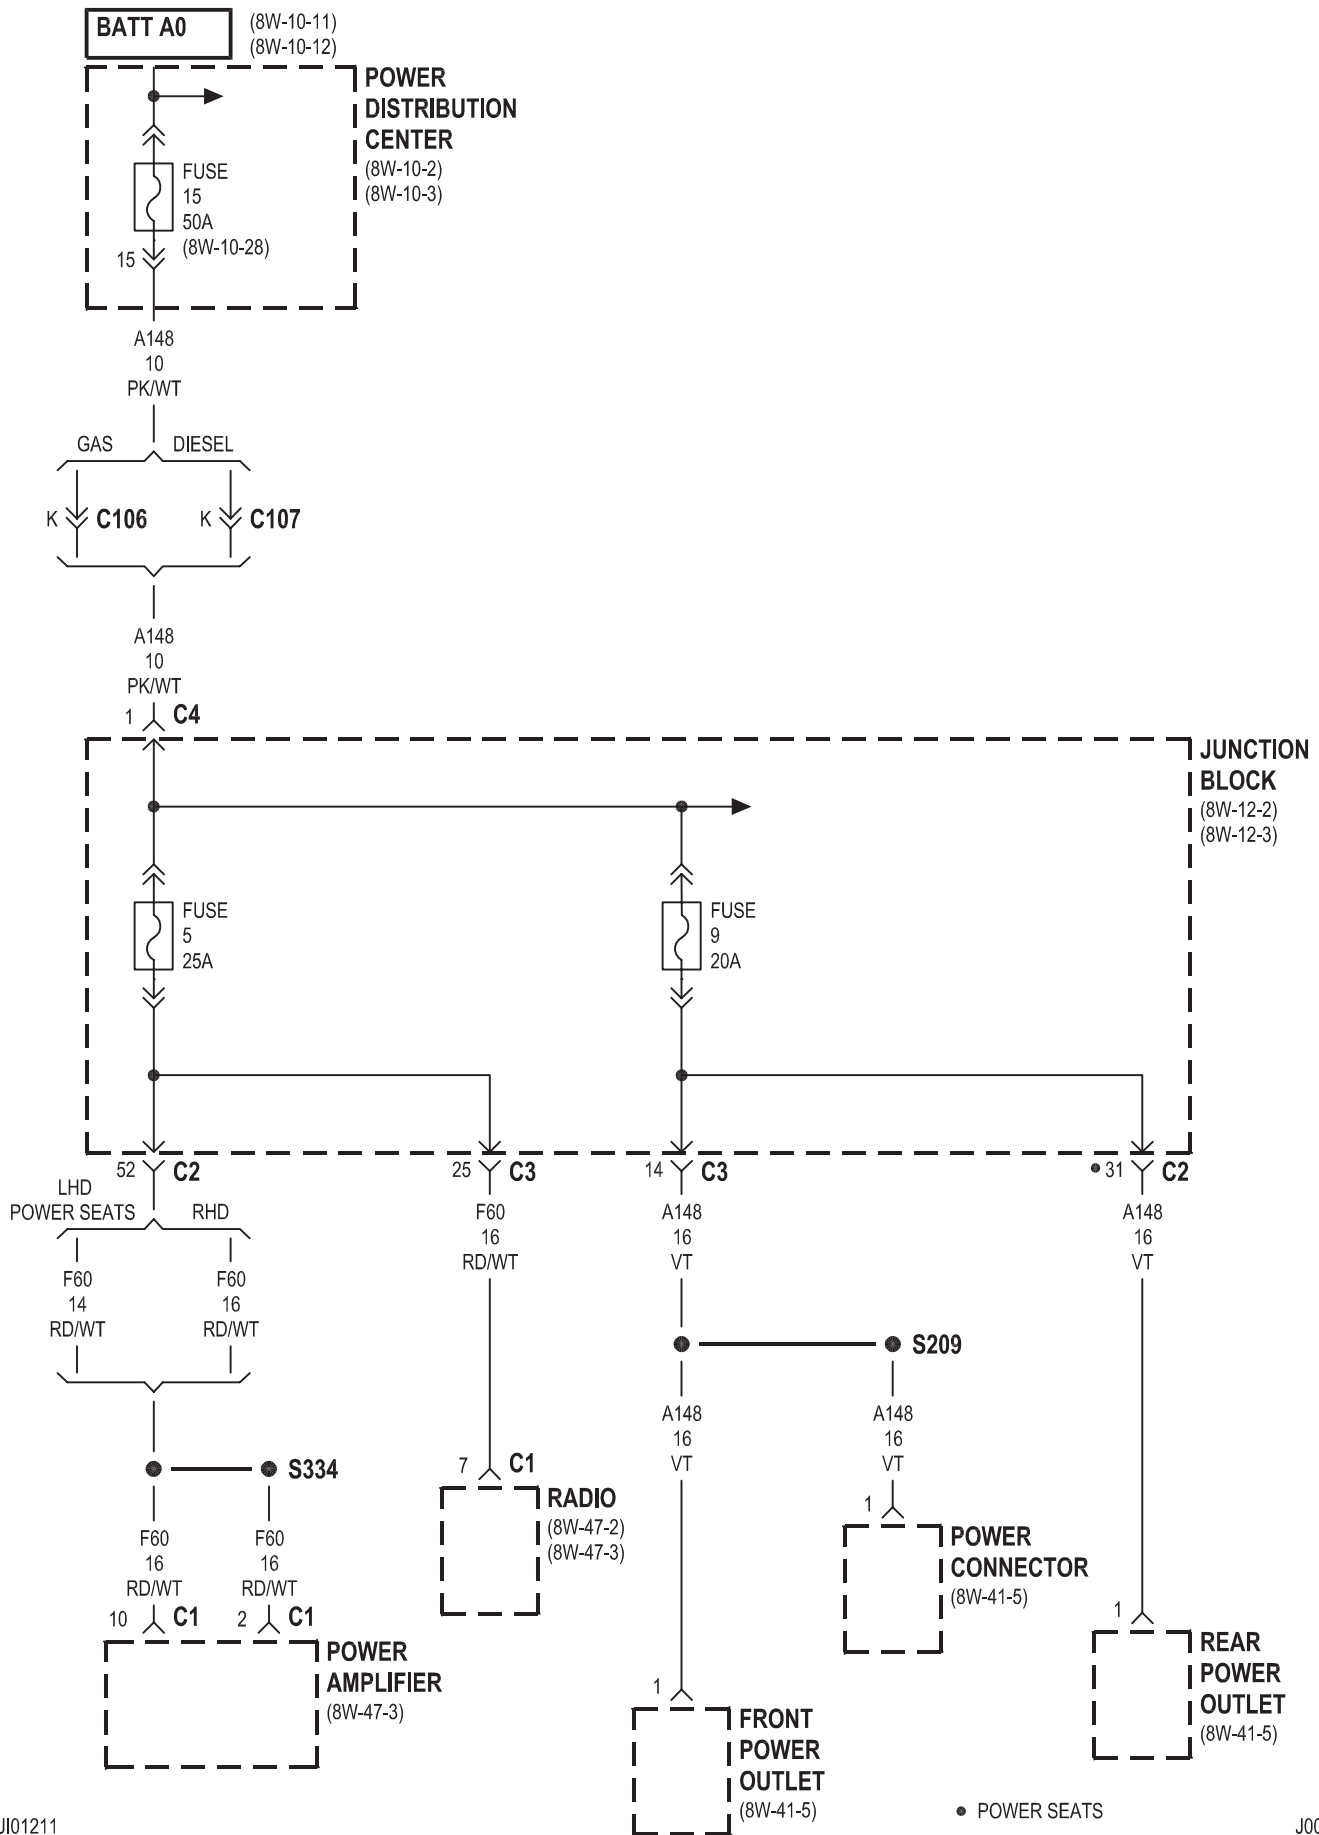 BATT A0
(8W-10-11)
(8W-10-12)
POWER
DISTRIBUTION
CENTER
(8W-10-2)
(8W-10-3)
FUSE
15
50A
(8W-10-28)
15
A148
10
PK/WT
GAS DIESEL
K C106
K C107
A148
10
PK/WT
1 C4
JUNCTION
BLOCK
(8W-12-2)
(8W-12-3)
FUSE
5
25A
FUSE
9
20A
52 C2
25 C3
14 C3
• 31 C2
LHD
POWER SEATS RHD
F60
14
RD/WT
F60
16
RD/WT
F60
16
RD/WT
A148
16
VT
A148
16
VT
S209
A148
16
VT
A148
16
VT
S334
F60
16
RD/WT
F60
16
RD/WT
10 C1
2 C1
POWER
AMPLIFIER
(8W-47-3)
7 C1
RADIO
(8W-47-2)
(8W-47-3)
1
POWER
CONNECTOR
(8W-41-5)
1
FRONT
POWER
OUTLET
(8W-41-5)
1
REAR
POWER
OUTLET
(8W-41-5)
• POWER SEATS
JI01211